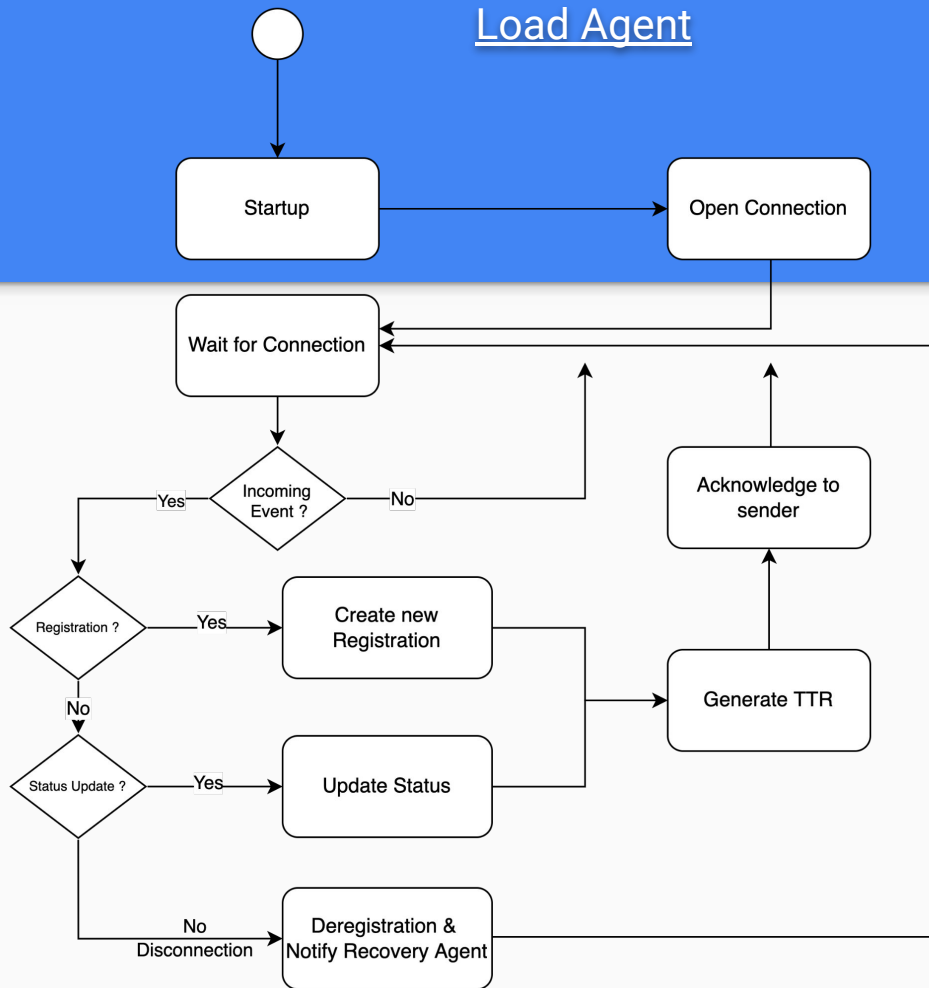 Load Agent
Startup
Open Connection
Wait for Connection
Incoming
Event ?
Yes
No
Acknowledge to
sender
Registration ?
Yes
Create new
Registration
No
Generate TTR
Status Update ?
Yes
Update Status
No
Disconnection
Deregistration &
Notify Recovery Agent